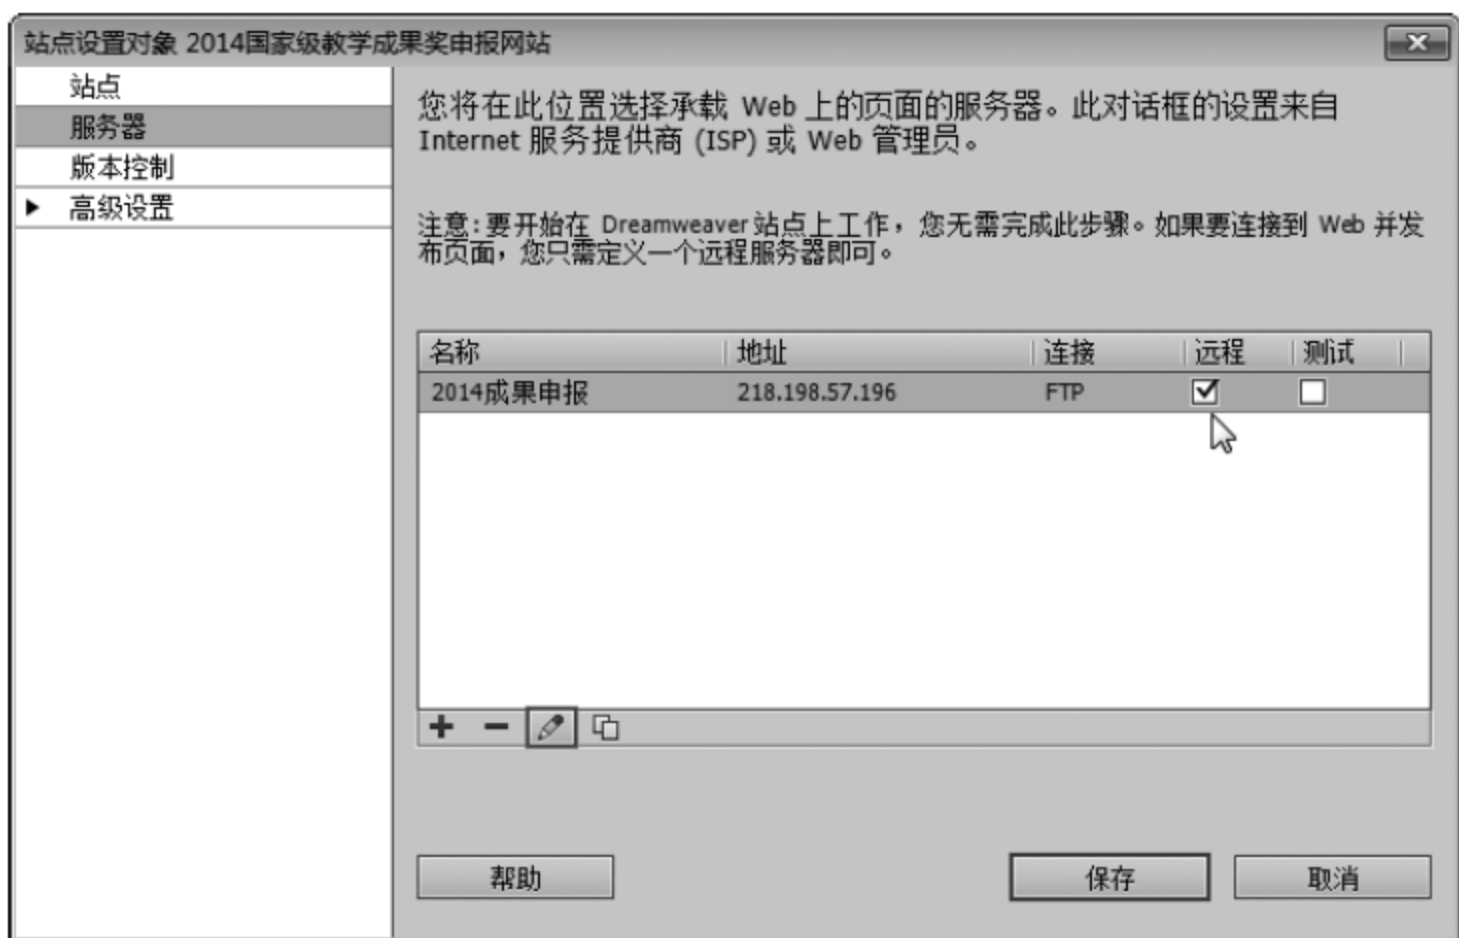 站点设置对象 2014国家级教学成果奖申报网站
站点
服务器
版本控制
高级设置
您将在此位置选择承载 Web 上的页面的服务器。此对话框的设置来自
Internet 服务提供商 (ISP) 或 Web 管理员。
注意:要开始在 Dreamweaver 站点上工作，您无需完成此步骤。如果要连接到 Web 并发
布页面，您只需定义一个远程服务器即可。
名称 地址 连接 远程 测试
2014成果申报 218.198.57.196 FTP
帮助 保存 取消